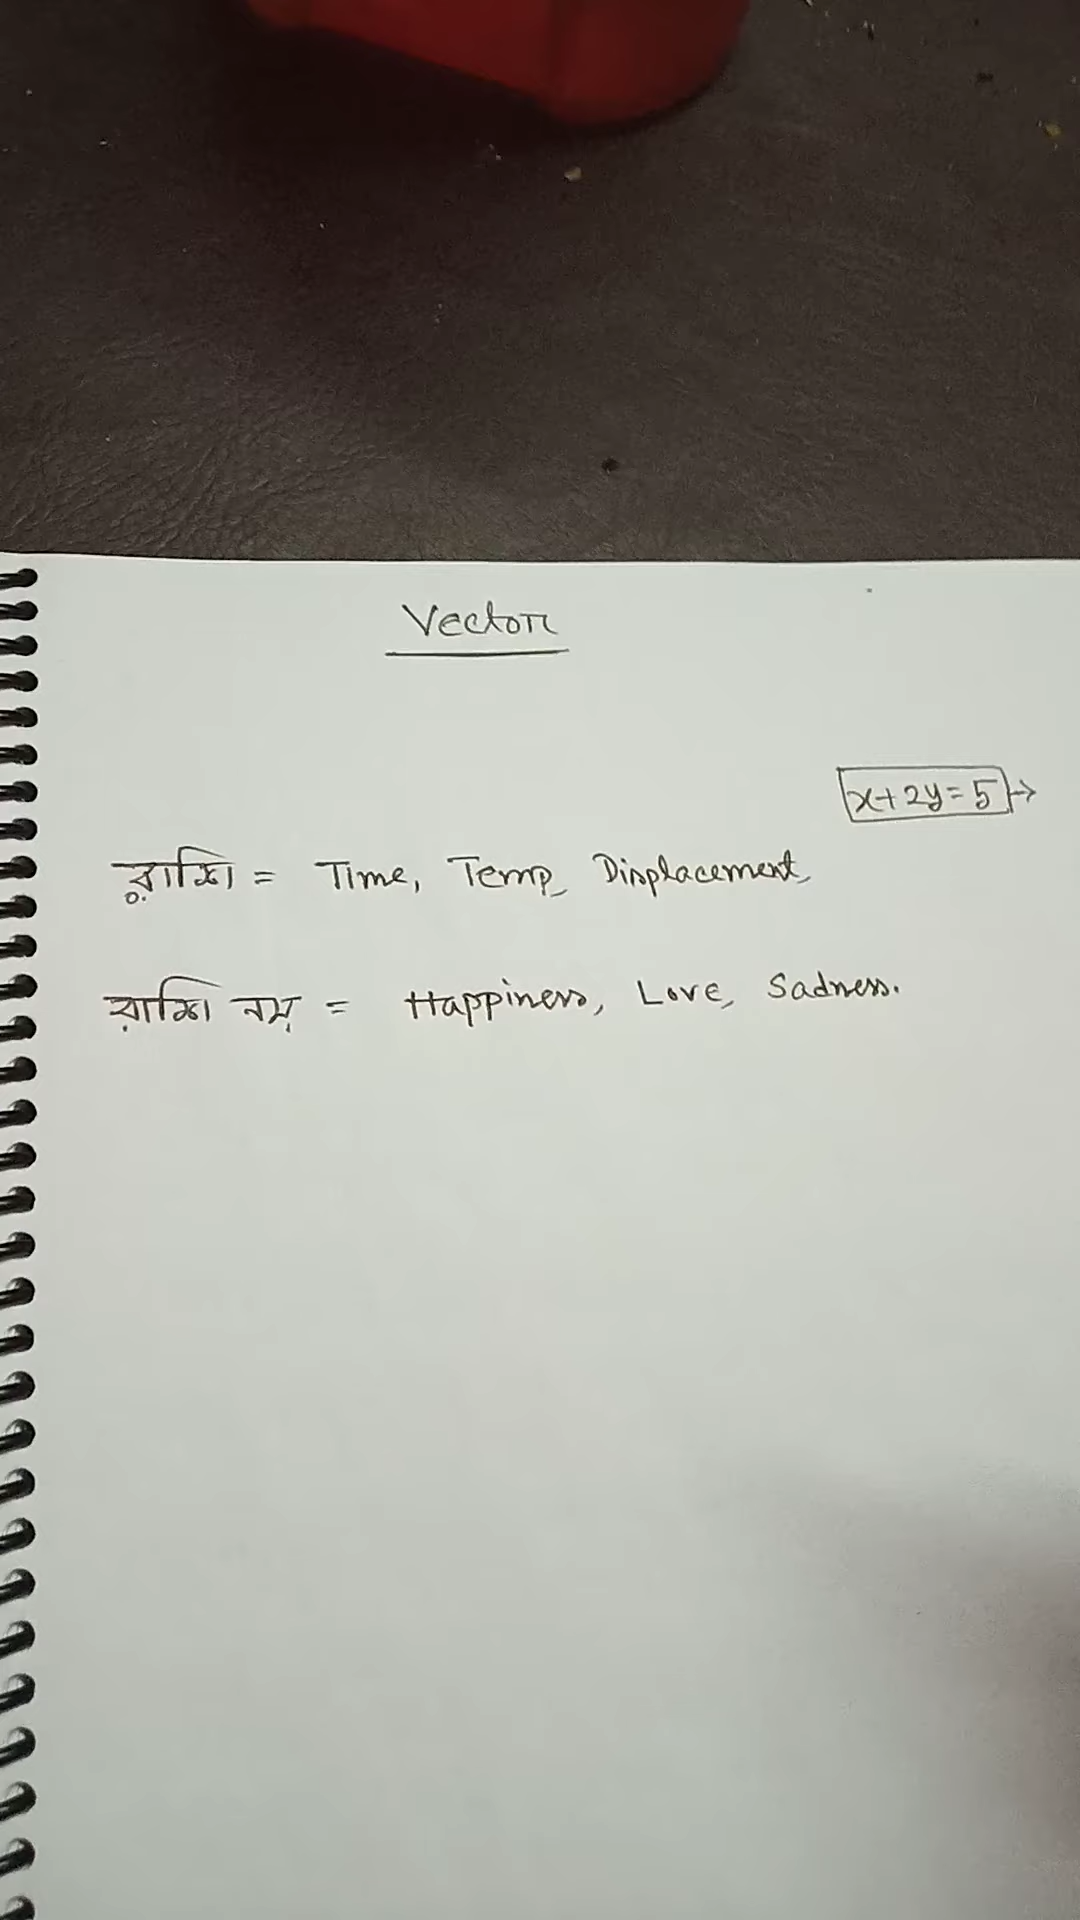 Vector
x+2y=5→
রাশি = Time, Temp, Displacement,
রাশি নয় = Happiness, Love, Sadness.